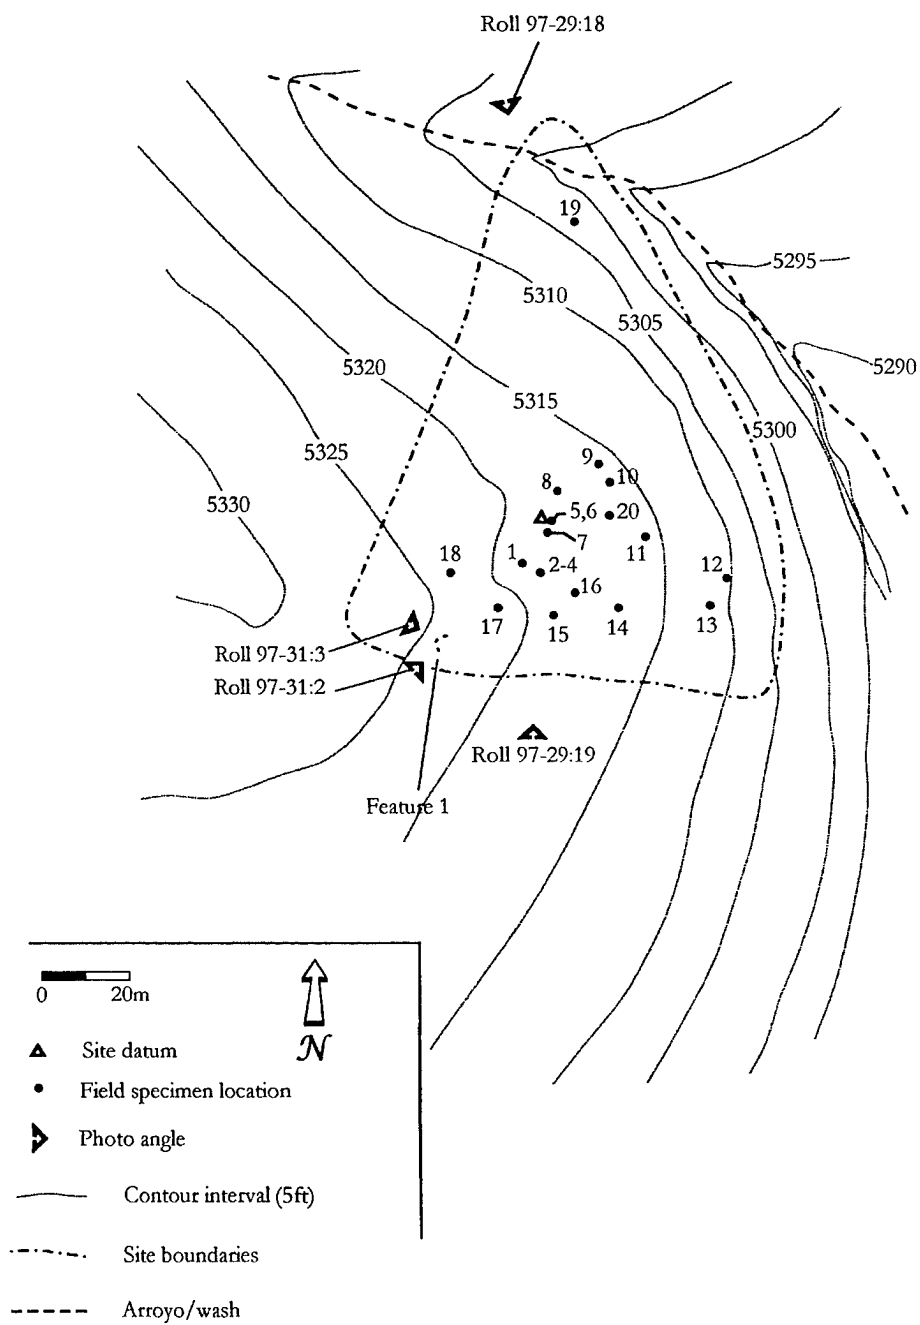 Roll 97-29:18
19
5295
5310
5305
5290
5320
5315
5300
5325
9
8
10
5330
5,6
20
7
11
18
1
2-4
12
16
17
15
14
13
Roll 97-31:3
Roll 97-31:2
Roll 97-29:19
Feature 1
0 20m
N
Site datum
Field specimen location
Photo angle
Contour interval (5ft)
Site boundaries
Arroyo/wash